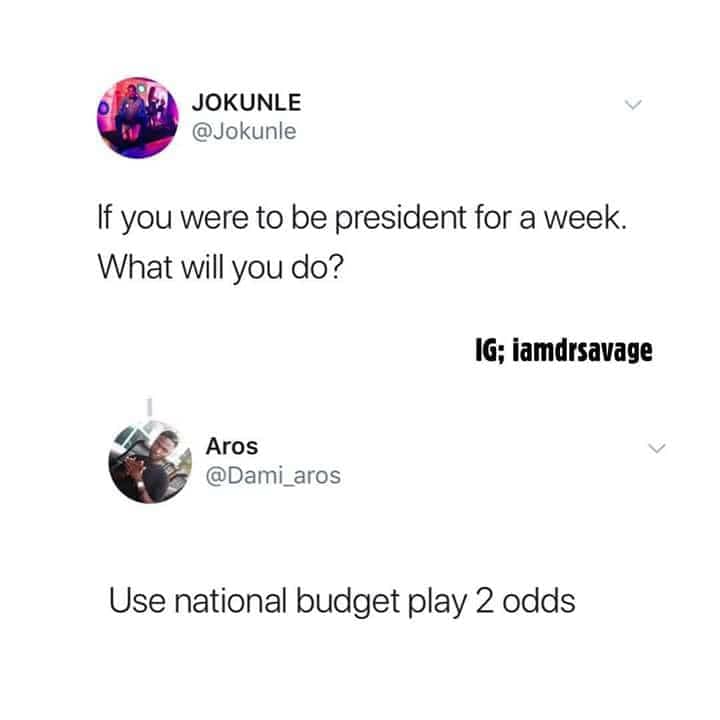 JOKUNLE
@Jokunle
If you were to be president for a week.
What will you do?
IG; iamdrsavage
Aros
@Dami_aros
Use national budget play 2 odds